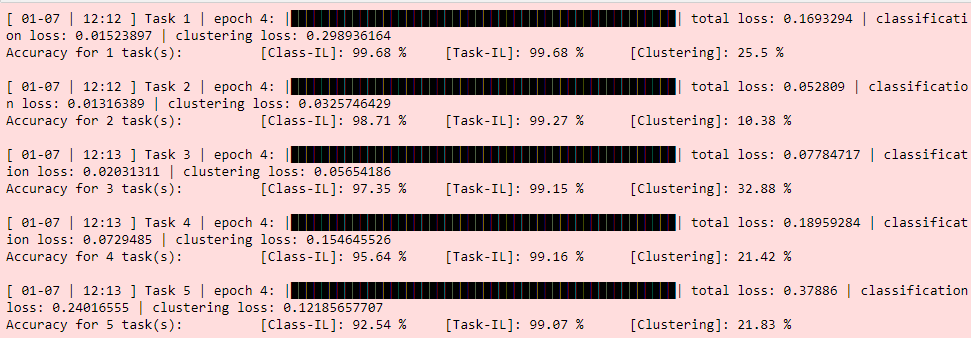 [ 01-07 | 12:12 ] Task 1 | epoch 4: || total loss: 0.1693294 | classificati
on loss: 0.01523897 | clustering loss: 0.298936164
Accuracy for 1 task(s): [Class-IL]: 99.68 % [Task-IL]: 99.68 % [Clustering]: 25.5 %
[ 01-07 | 12:12 ] Task 2 | epoch 4: || total loss: 0.052809 | classificatio
n loss: 0.01316389 | clustering loss: 0.0325746429
Accuracy for 2 task(s): [Class-IL]: 98.71 % [Task-IL]: 99.27 % [Clustering]: 10.38 %
[ 01-07 | 12:13 ] Task 3 | epoch 4: || total loss: 0.07784717 | classificat
ion loss: 0.02031311 | clustering loss: 0.05654186
Accuracy for 3 task(s): [Class-IL]: 97.35 % [Task-IL]: 99.15 % [Clustering]: 32.88 %
[ 01-07 | 12:13 ] Task 4 | epoch 4: || total loss: 0.18959284 | classificat
ion loss: 0.0729485 | clustering loss: 0.154645526
Accuracy for 4 task(s): [Class-IL]: 95.64 % [Task-IL]: 99.16 % [Clustering]: 21.42 %
[ 01-07 | 12:13 ] Task 5 | epoch 4: || total loss: 0.37886 | classification
loss: 0.24016555 | clustering loss: 0.12185657707
Accuracy for 5 task(s): [Class-IL]: 92.54 % [Task-IL]: 99.07 % [Clustering]: 21.83 %